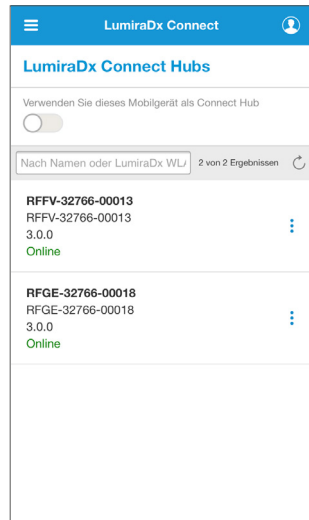 LumiraDx Connect
LumiraDx Connect Hubs
Verwenden Sie dieses Mobilgerät als Connect Hub
Nach Namen oder LumiraDx WL
2 von 2 Ergebnissen
RFFV-32766-00013
RFFV-32766-00013
3.0.0
Online
RFGE-32766-00018
RFGE-32766-00018
3.0.0
Online